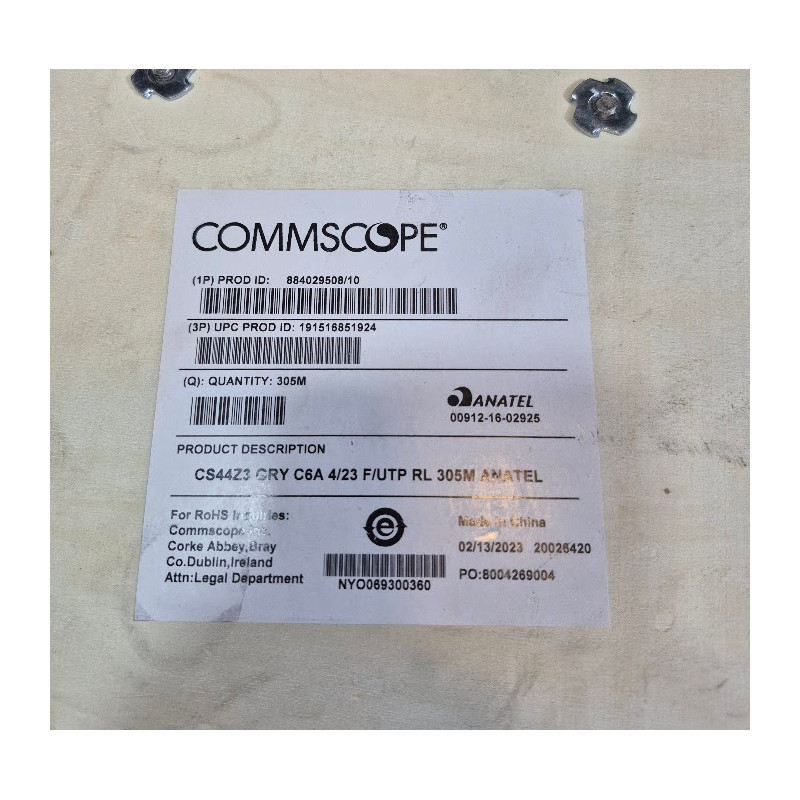 COMMSCOPE®
(1P) PROD ID: 884029508/10
(3P) UPC PROD ID: 191516851924
(Q): QUANTITY: 305M
ANATEL
00912-16-02925
PRODUCT DESCRIPTION
CS44Z3 GRY C6A 4/23 F/UTP RL 305M ANATEL
For RoHS Inquiries:
Commscope Inc.
Corke Abbey,Bray
Co.Dublin,Ireland
Attn:Legal Department
e
NYO069300360
Made in China
02/13/2023 20026420
PO:8004269004